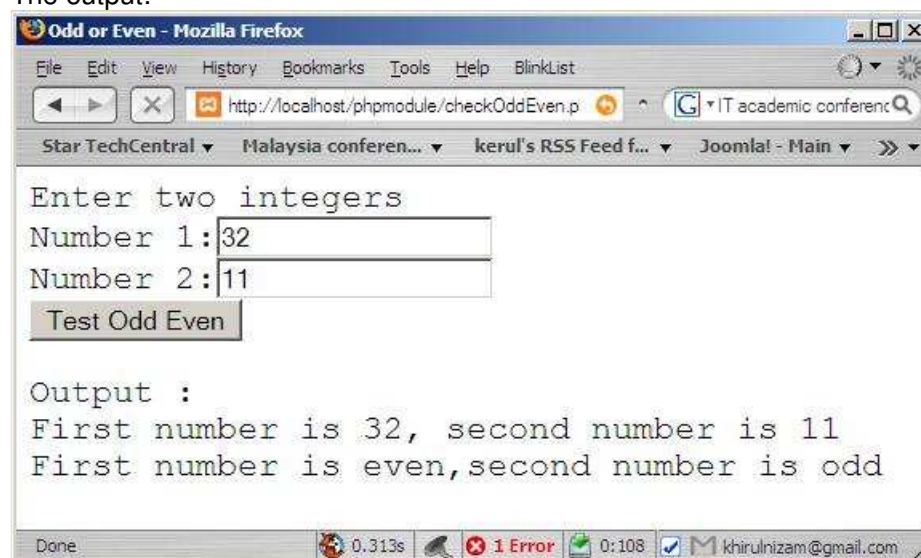 The output:
Odd or Even - Mozilla Firefox
File Edit View History Bookmarks Tools Help BlinkList
http://localhost/phpmodule/checkOddEven.p G IT academic conferenc
Star TechCentral Malaysia conferen... kerul's RSS Feed f... Joomla! - Main
Enter two integers
Number 1: 32
Number 2: 11
Test Odd Even
Output :
First number is 32, second number is 11
First number is even,second number is odd
Done 0.313s 1 Error 0:108 khirulnizam@gmail.com